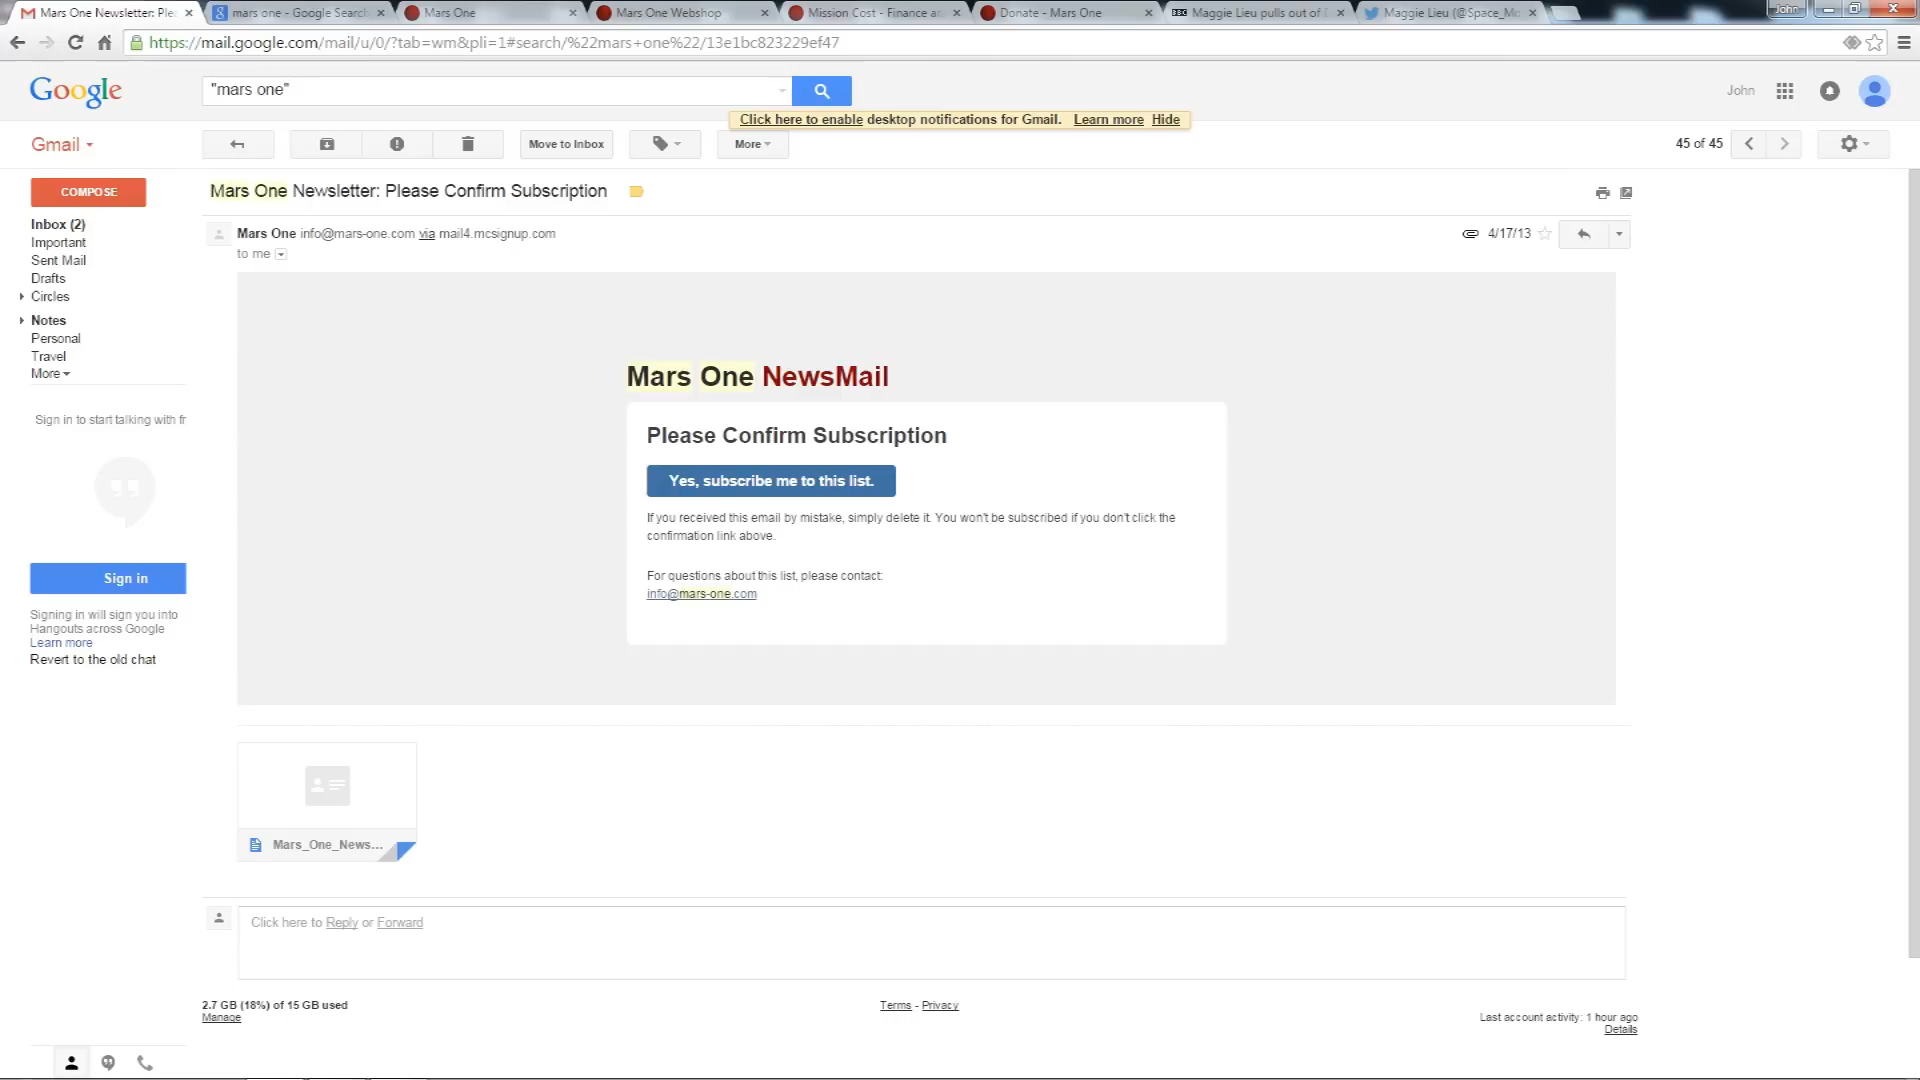 Mars One Newsletter: Ple
mars one - Google Search
Mars One
Mars One Webshop
Mission Cost - Finance a
Donate - Mars One
BBC Maggie Lieu pulls out of
Maggie Lieu (@Space_M
John
https://mail.google.com/mail/u/0/?tab=wm&pli=1#search/%22mars+one%22/13e1bc823229ef47
Google
"mars one"
John
Click here to enable desktop notifications for Gmail. Learn more Hide
Gmail
Move to Inbox
More
45 of 45
COMPOSE
Mars One Newsletter: Please Confirm Subscription
Inbox (2)
Important
Sent Mail
Drafts
Circles
Notes
Personal
Travel
More
Mars One info@mars-one.com via mail4.mcsignup.com
4/17/13
to me
Mars One NewsMail
Please Confirm Subscription
Yes, subscribe me to this list.
If you received this email by mistake, simply delete it. You won't be subscribed if you don't click the
confirmation link above.
For questions about this list, please contact:
info@mars-one.com
Sign in to start talking with fr
Sign in
Signing in will sign you into
Hangouts across Google
Learn more
Revert to the old chat
Mars_One_News...
Click here to Reply or Forward
2.7 GB (18%) of 15 GB used
Manage
Terms - Privacy
Last account activity: 1 hour ago
Details